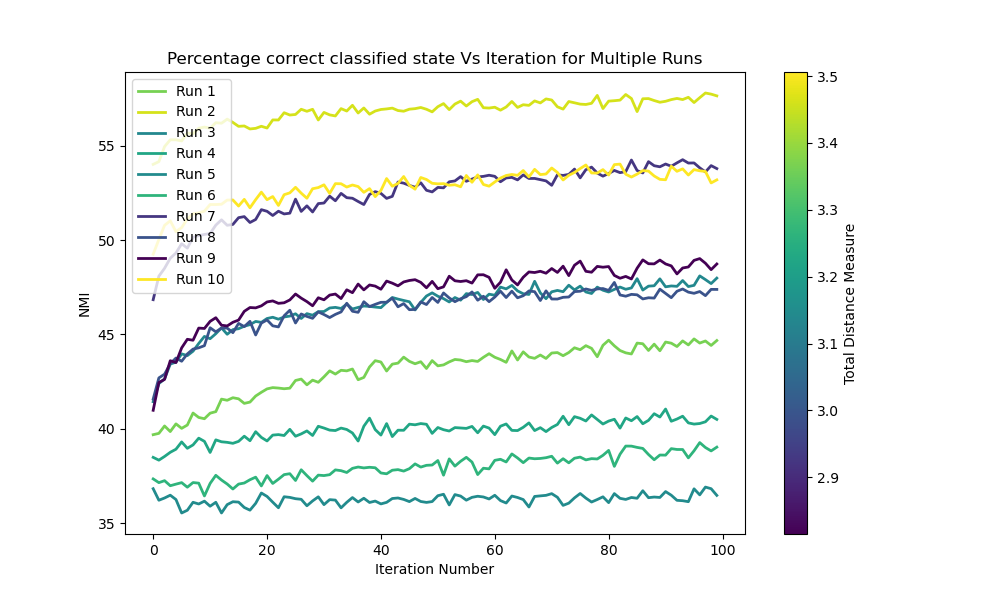 Percentage correct classified state Vs Iteration for Multiple Runs
Run 1
Run 2
Run 3
Run 4
Run 5
Run 6
Run 7
Run 8
Run 9
Run 10
NMI
55
50
45
40
35
0 20 40 60 80 100
Iteration Number
3.5
3.4
3.3
3.2
3.1
3.0
2.9
Total Distance Measure